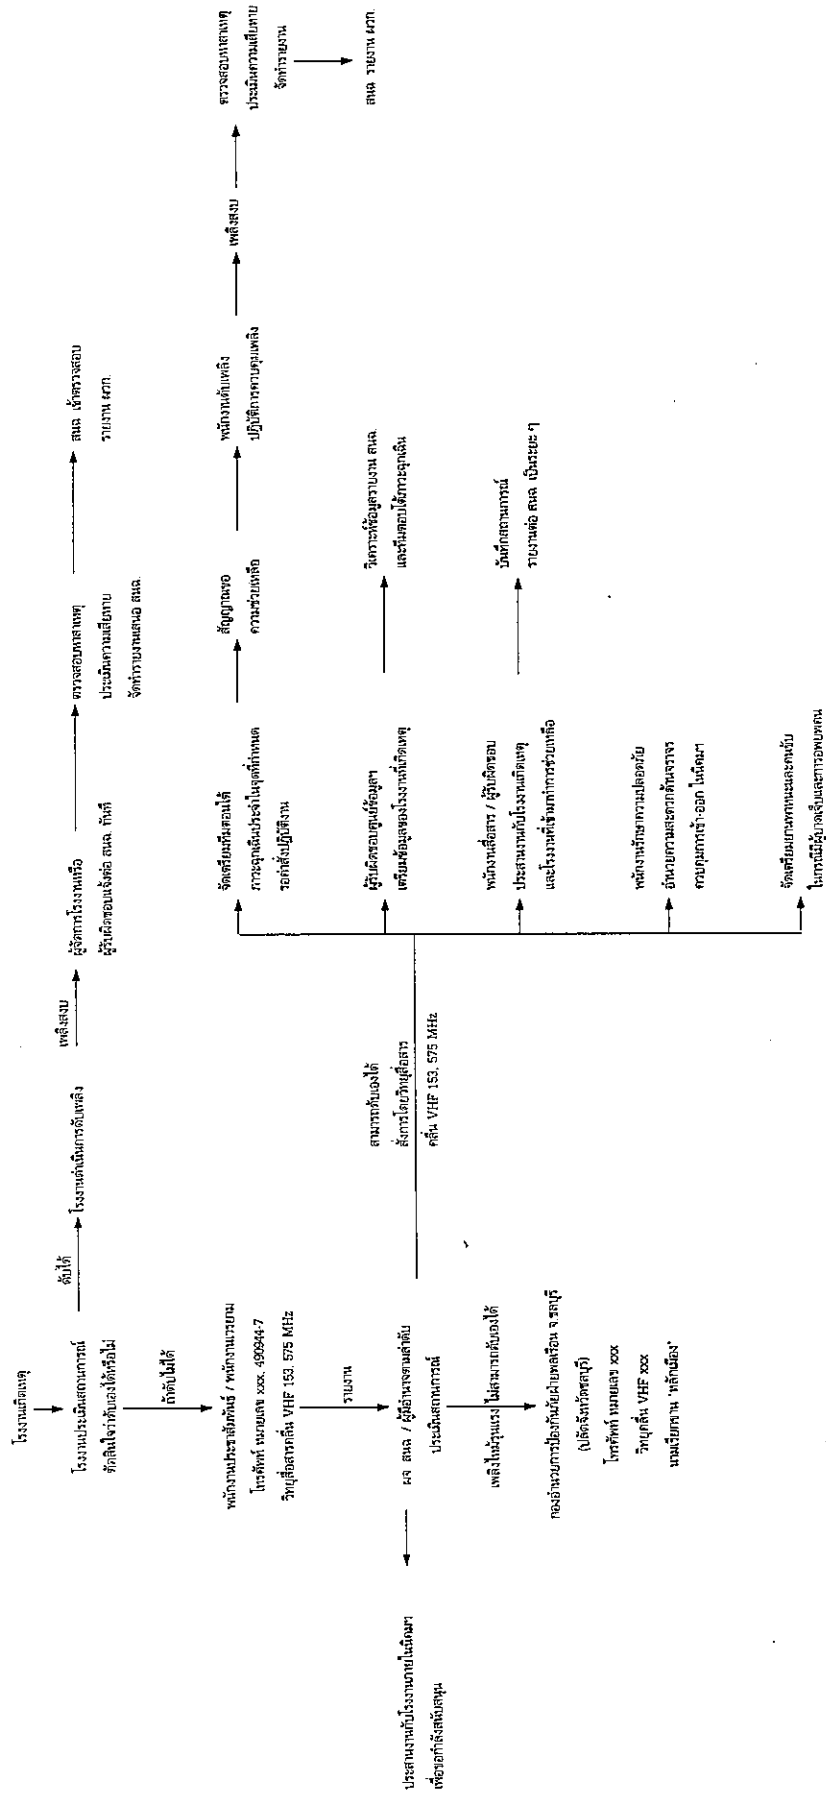 โรงงานเกิดเหตุ
โรงงานประเมินสถานการณ์
ตัดสินใจว่าดับเองได้หรือไม่
ดับได้
โรงงานดำเนินการดับเพลิง
เพลิงสงบ
ผู้จัดการโรงงานหรือ
ผู้รับผิดชอบแจ้งต่อ สนฉ. ทันที
ตรวจสอบหาสาเหตุ
ประเมินความเสียหาย
จัดทำรายงานเสนอ สนฉ.
สนฉ เข้าตรวจสอบ
รายงาน ผวก.
ถ้าดับไม่ได้
พนักงานประชาสัมพันธ์ / พนักงานเวรยาม
โทรศัพท์ หมายเลข xxx, 490944-7
วิทยุสื่อสารคลื่น VHF 153. 575 MHz
รายงาน
ผจ สนฉ / ผู้มีอำนาจตามลำดับ
ประเมินสถานการณ์
ประสานงานกับโรงงานภายในนิคมฯ
เพื่อขอกำลังสนับสนุน
เพลิงไหม้รุนแรง ไม่สามารถดับเองได้
กองอำนวยการป้องกันภัยฝ่ายพลเรือน จ.ชลบุรี
(ปลัดจังหวัดชลบุรี)
โทรศัพท์ หมายเลข xxx
วิทยุคลื่น VHF xxx
นามเรียกขาน "หลักเมือง"
สามารถดับเองได้
สั่งการโดยวิทยุสื่อสาร
คลื่น VHF 153. 575 MHz
จัดเตรียมทีมตอบโต้
ภาวะฉุกเฉินประจำในจุดที่กำหนด
รอคำสั่งปฏิบัติงาน
สัญญาณขอ
ความช่วยเหลือ
พนักงานดับเพลิง
ปฏิบัติการควบคุมเพลิง
เพลิงสงบ
ตรวจสอบหาสาเหตุ
ประเมินความเสียหาย
จัดทำรายงาน
สนฉ รายงาน ผวก.
ผู้รับผิดชอบศูนย์ข้อมูลฯ
เตรียมข้อมูลของโรงงานที่เกิดเหตุ
วิเคราะห์ข้อมูลรายงาน สนฉ.
และทีมตอบโต้ภาวะฉุกเฉิน
พนักงานสื่อสาร / ผู้รับผิดชอบ
ประสานงานกับโรงงานเกิดเหตุ
และโรงงานที่เข้ามาทำการช่วยเหลือ
บันทึกสถานการณ์
รายงานต่อ สนฉ เป็นระยะ ๆ
พนักงานรักษาความปลอดภัย
อำนวยความสะดวกด้านจราจร
ควบคุมการเข้า-ออก ในนิคมฯ
จัดเตรียมยานพาหนะและคนขับ
ในกรณีมีผู้บาดเจ็บและการอพยพคน